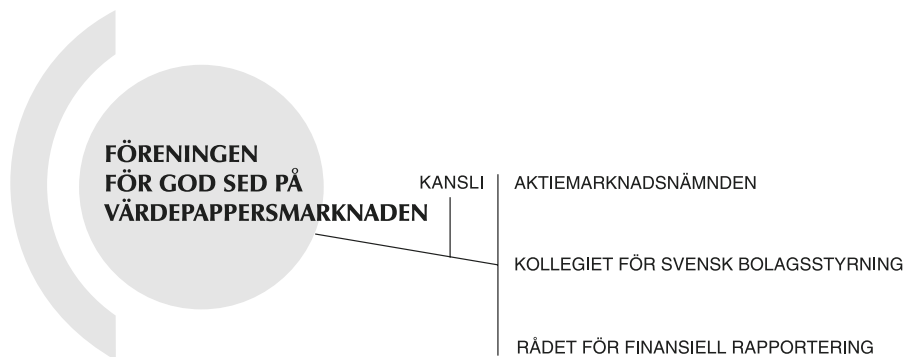 FÖRENINGEN
FÖR GOD SED PÅ
VÄRDEPAPPERSMARKNADEN
KANSLI
AKTIEMARKNADSNÄMNDEN
KOLLEGIET FÖR SVENSK BOLAGSSTYRNING
RÅDET FÖR FINANSIELL RAPPORTERING